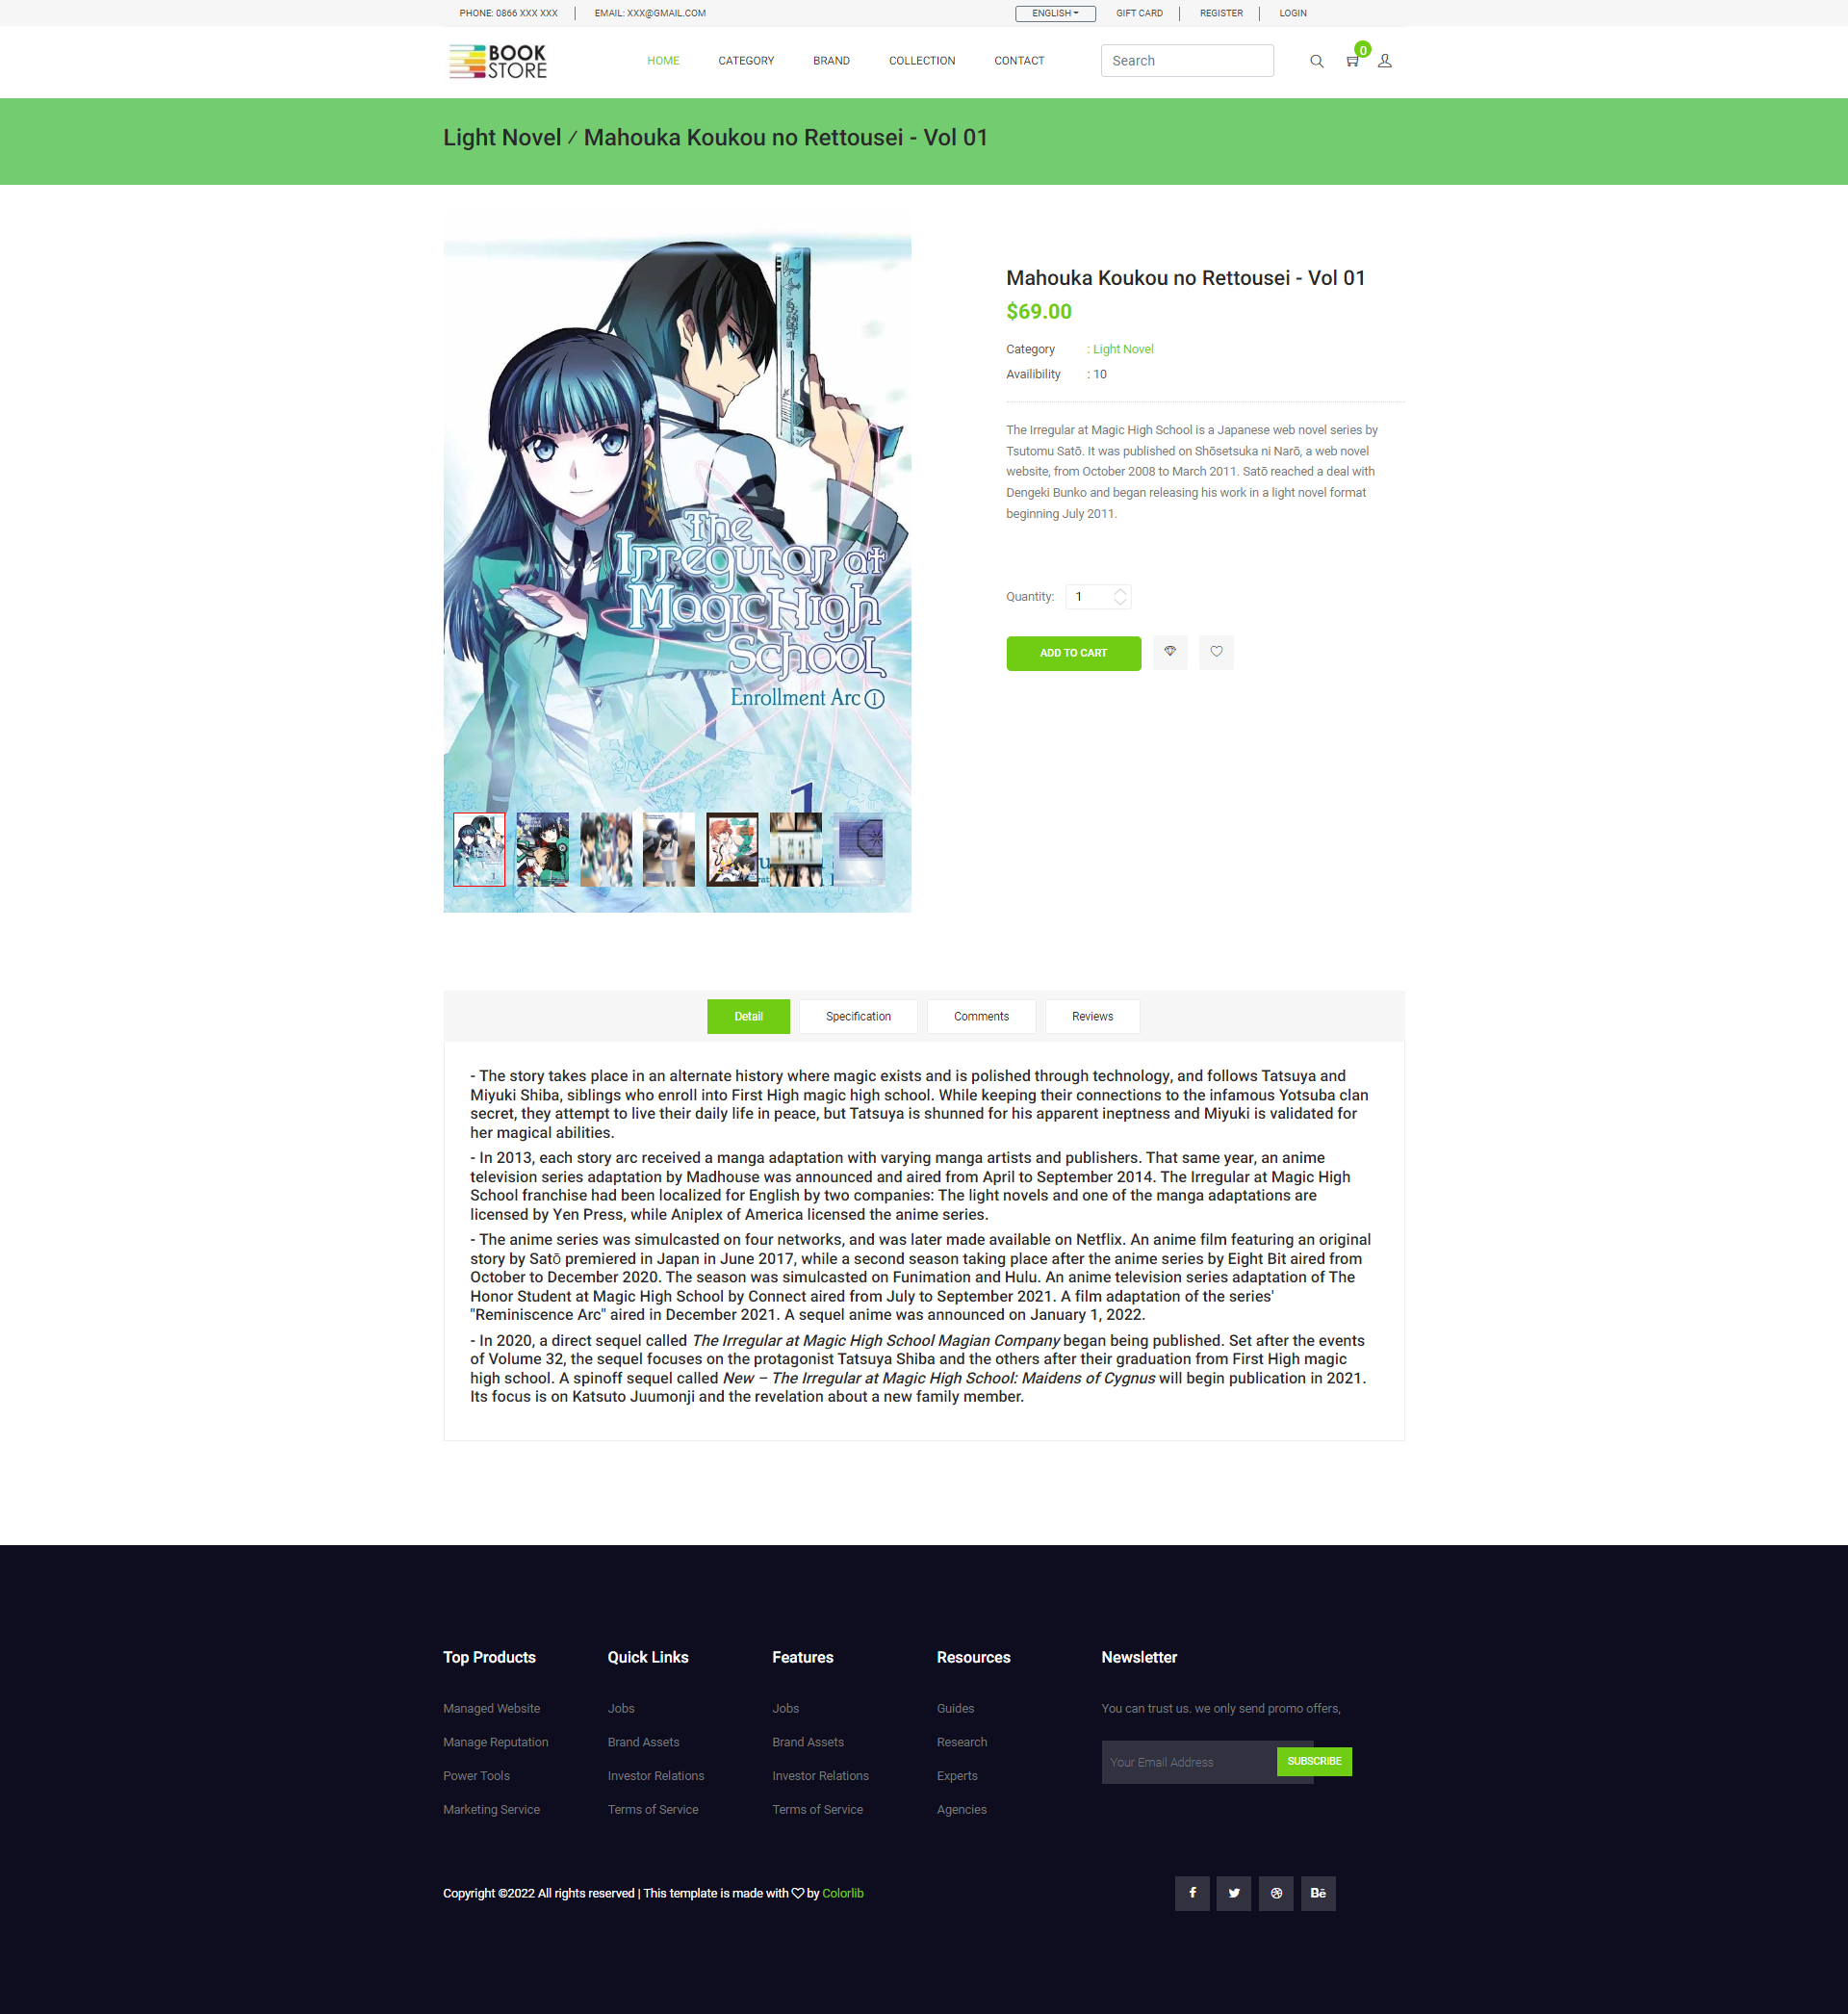 PHONE: 0866 XXX XXX
EMAIL: XXX@GMAIL.COM
ENGLISH
GIFT CARD
REGISTER
LOGIN
BOOK
STORE
HOME
CATEGORY
BRAND
COLLECTION
CONTACT
Search
0
Light Novel / Mahouka Koukou no Rettousei - Vol 01
The
Irregular at
Magic High
School
Enrollment Arc 1
1
Mahouka Koukou no Rettousei - Vol 01
$69.00
Category : Light Novel
Availibility : 10
The Irregular at Magic High School is a Japanese web novel series by
Tsutomu Satō. It was published on Shōsetsuka ni Narō, a web novel
website, from October 2008 to March 2011. Satō reached a deal with
Dengeki Bunko and began releasing his work in a light novel format
beginning July 2011.
Quantity: 1
ADD TO CART
Detail
Specification
Comments
Reviews
- The story takes place in an alternate history where magic exists and is polished through technology, and follows Tatsuya and
Miyuki Shiba, siblings who enroll into First High magic high school. While keeping their connections to the infamous Yotsuba clan
secret, they attempt to live their daily life in peace, but Tatsuya is shunned for his apparent ineptness and Miyuki is validated for
her magical abilities.
- In 2013, each story arc received a manga adaptation with varying manga artists and publishers. That same year, an anime
television series adaptation by Madhouse was announced and aired from April to September 2014. The Irregular at Magic High
School franchise had been localized for English by two companies: The light novels and one of the manga adaptations are
licensed by Yen Press, while Aniplex of America licensed the anime series.
- The anime series was simulcasted on four networks, and was later made available on Netflix. An anime film featuring an original
story by Satō premiered in Japan in June 2017, while a second season taking place after the anime series by Eight Bit aired from
October to December 2020. The season was simulcasted on Funimation and Hulu. An anime television series adaptation of The
Honor Student at Magic High School by Connect aired from July to September 2021. A film adaptation of the series'
"Reminiscence Arc" aired in December 2021. A sequel anime was announced on January 1, 2022.
- In 2020, a direct sequel called The Irregular at Magic High School Magian Company began being published. Set after the events
of Volume 32, the sequel focuses on the protagonist Tatsuya Shiba and the others after their graduation from First High magic
high school. A spinoff sequel called New – The Irregular at Magic High School: Maidens of Cygnus will begin publication in 2021.
Its focus is on Katsuto Juumonji and the revelation about a new family member.
Top Products
Managed Website
Manage Reputation
Power Tools
Marketing Service
Quick Links
Jobs
Brand Assets
Investor Relations
Terms of Service
Features
Jobs
Brand Assets
Investor Relations
Terms of Service
Resources
Guides
Research
Experts
Agencies
Newsletter
You can trust us. we only send promo offers,
Your Email Address
SUBSCRIBE
Copyright ©2022 All rights reserved | This template is made with ♡ by Colorlib